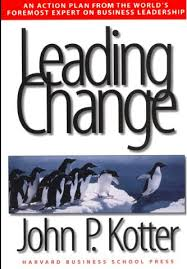 AN ACTION PLAN FROM THE WORLD'S
FOREMOST EXPERT ON BUSINESS LEADERSHIP
Leading
Change
John P. Kotter
HARVARD BUSINESS SCHOOL PRESS